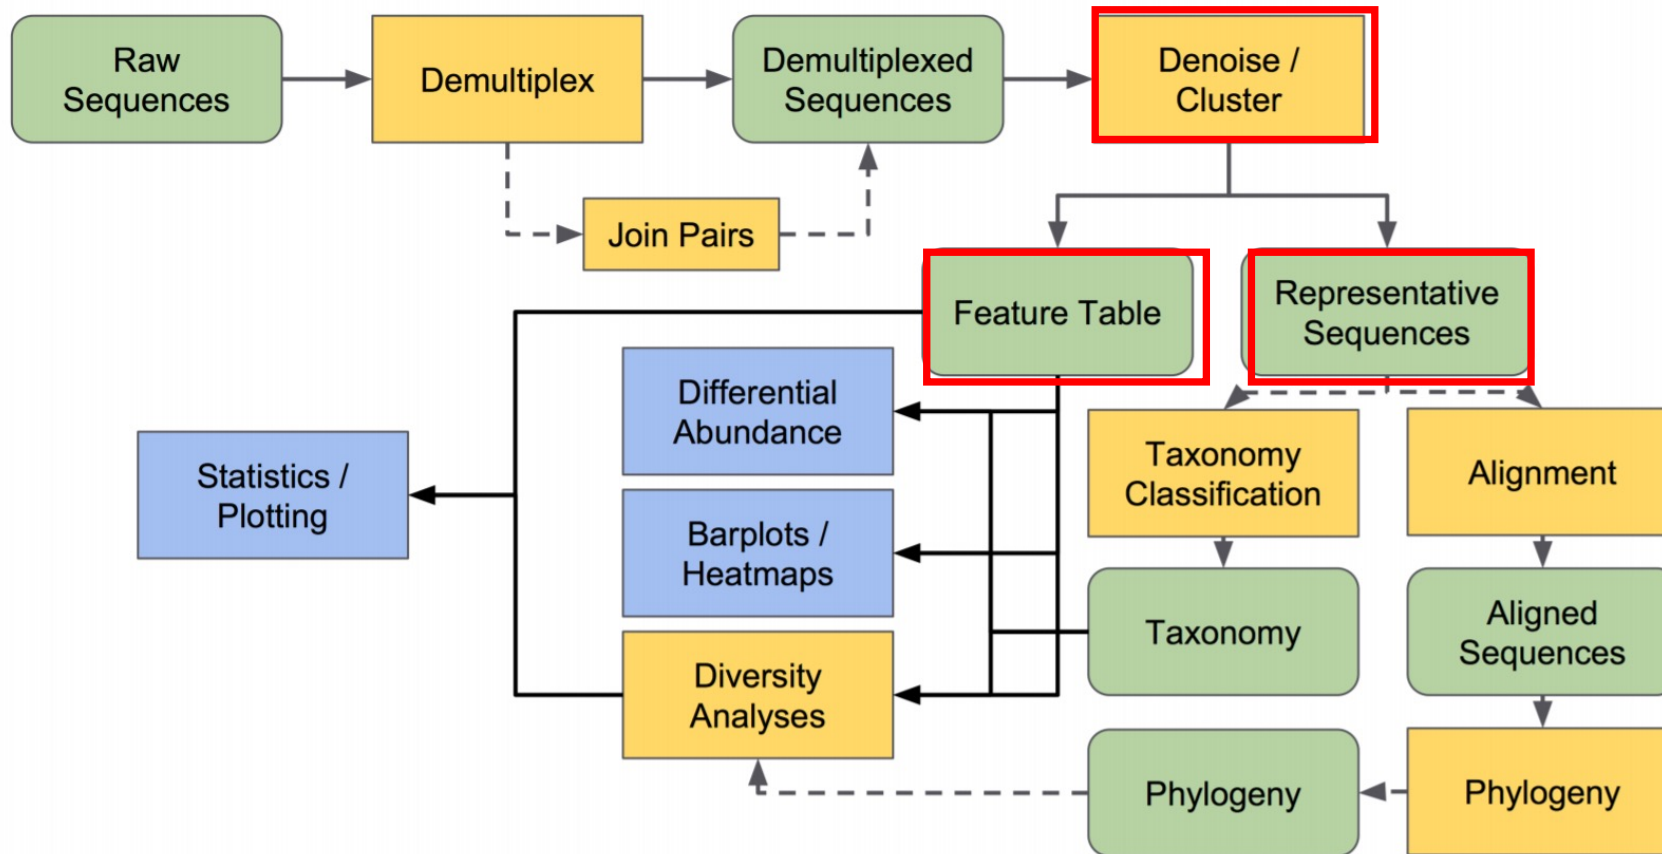 Raw
Sequences
Demultiplex
Demultiplexed
Sequences
Denoise /
Cluster
Join Pairs
Feature Table
Representative
Sequences
Differential
Abundance
Statistics /
Plotting
Taxonomy
Classification
Alignment
Barplots /
Heatmaps
Taxonomy
Aligned
Sequences
Diversity
Analyses
Phylogeny
Phylogeny